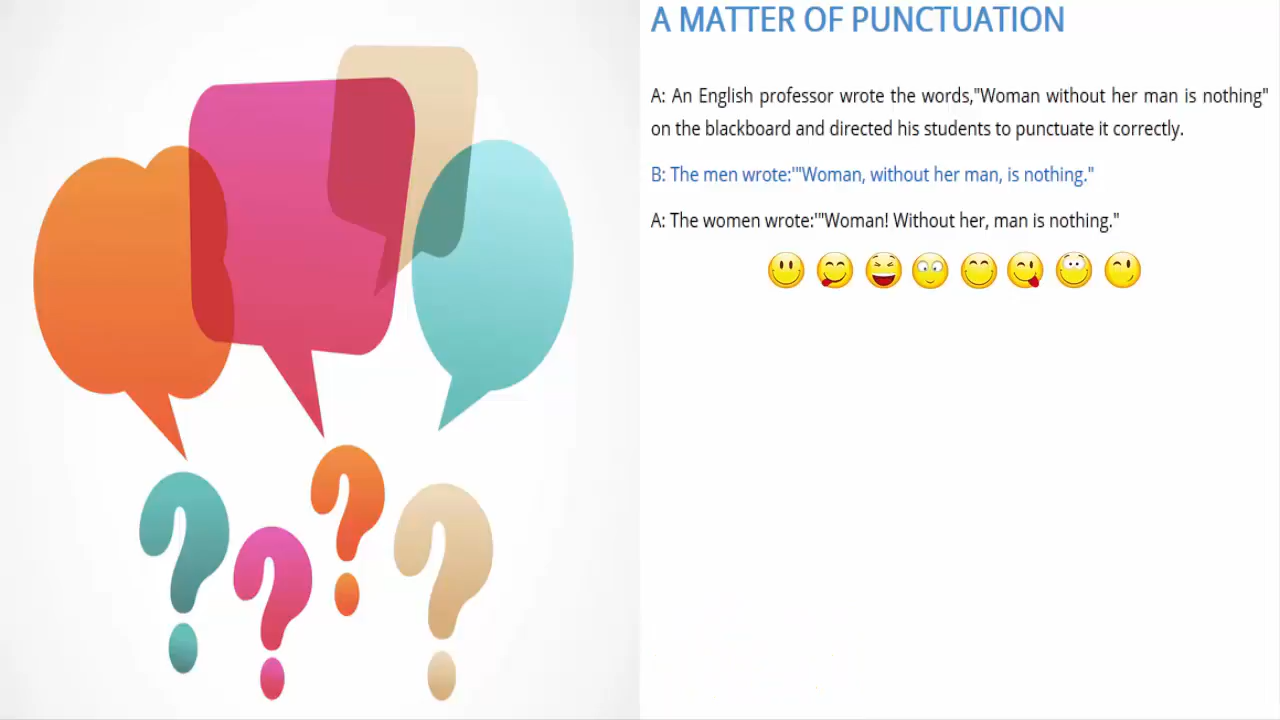 A MATTER OF PUNCTUATION
A: An English professor wrote the words,"Woman without her man is nothing"
on the blackboard and directed his students to punctuate it correctly.
B: The men wrote:'"Woman, without her man, is nothing."
A: The women wrote:'"Woman! Without her, man is nothing."